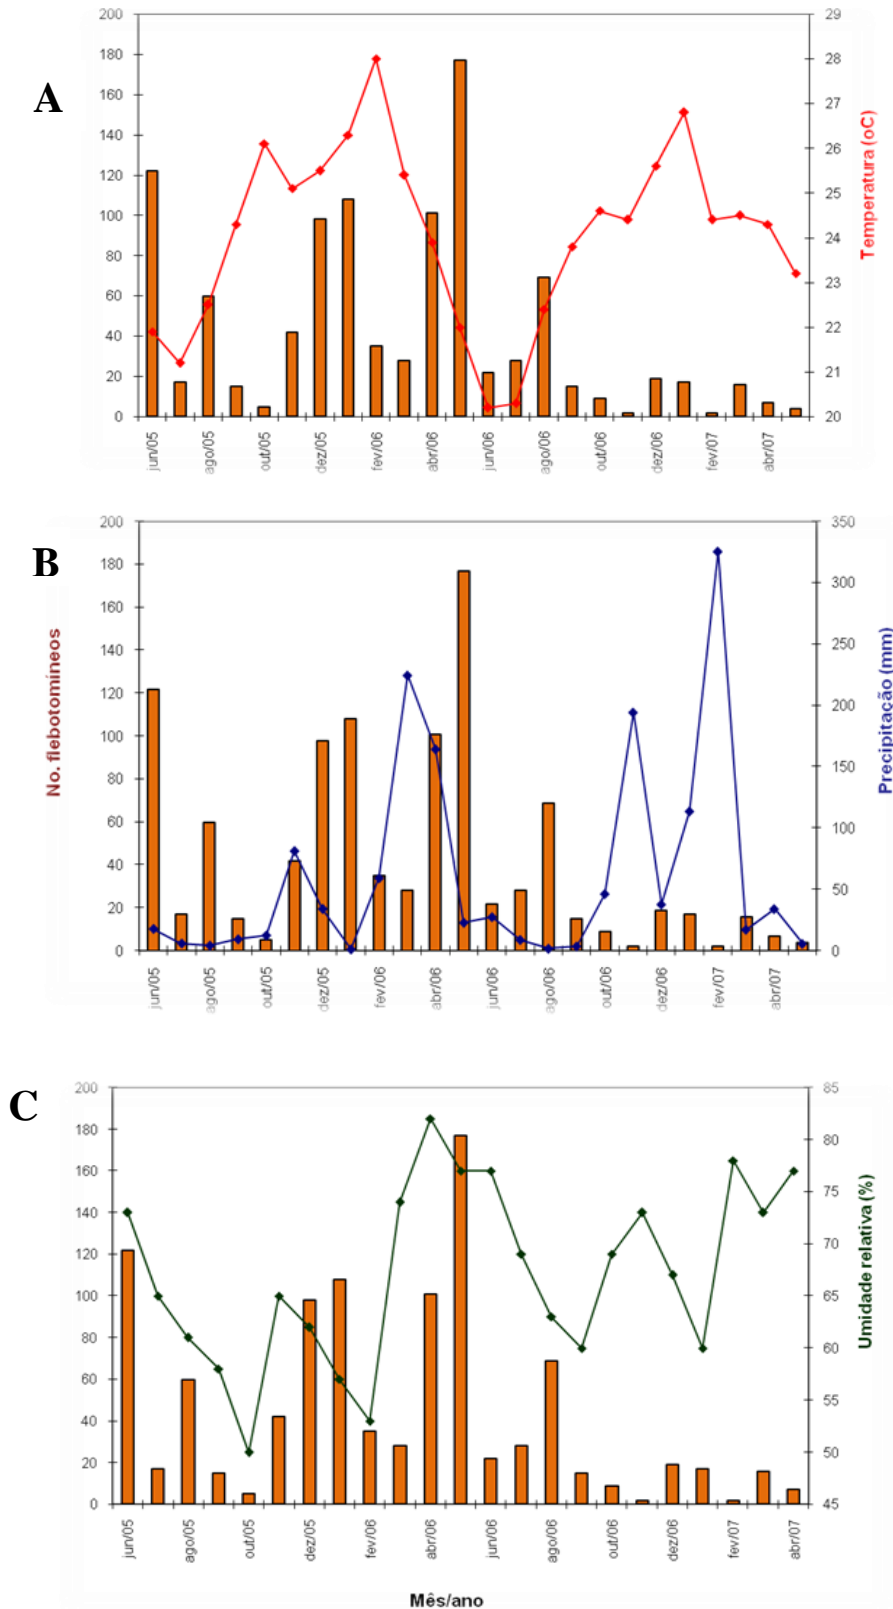 A
200
180
160
140
120
100
80
60
40
20
0
29
28
27
26
25
24
23
22
21
20
Temperatura (oC)
jun/05
ago/05
out/05
dez/05
fev/06
abr/06
jun/06
ago/06
out/06
dez/06
fev/07
abr/07
B
No. flebotomíneos
200
180
160
140
120
100
80
60
40
20
0
350
300
250
200
150
100
50
0
Precipitação (mm)
jun/05
ago/05
out/05
dez/05
fev/06
abr/06
jun/06
ago/06
out/06
dez/06
fev/07
abr/07
C
200
180
160
140
120
100
80
60
40
20
0
85
80
75
70
65
60
55
50
45
Umidade relativa (%)
jun/05
ago/05
out/05
dez/05
fev/06
abr/06
jun/06
ago/06
out/06
dez/06
fev/07
abr/07
Mês/ano